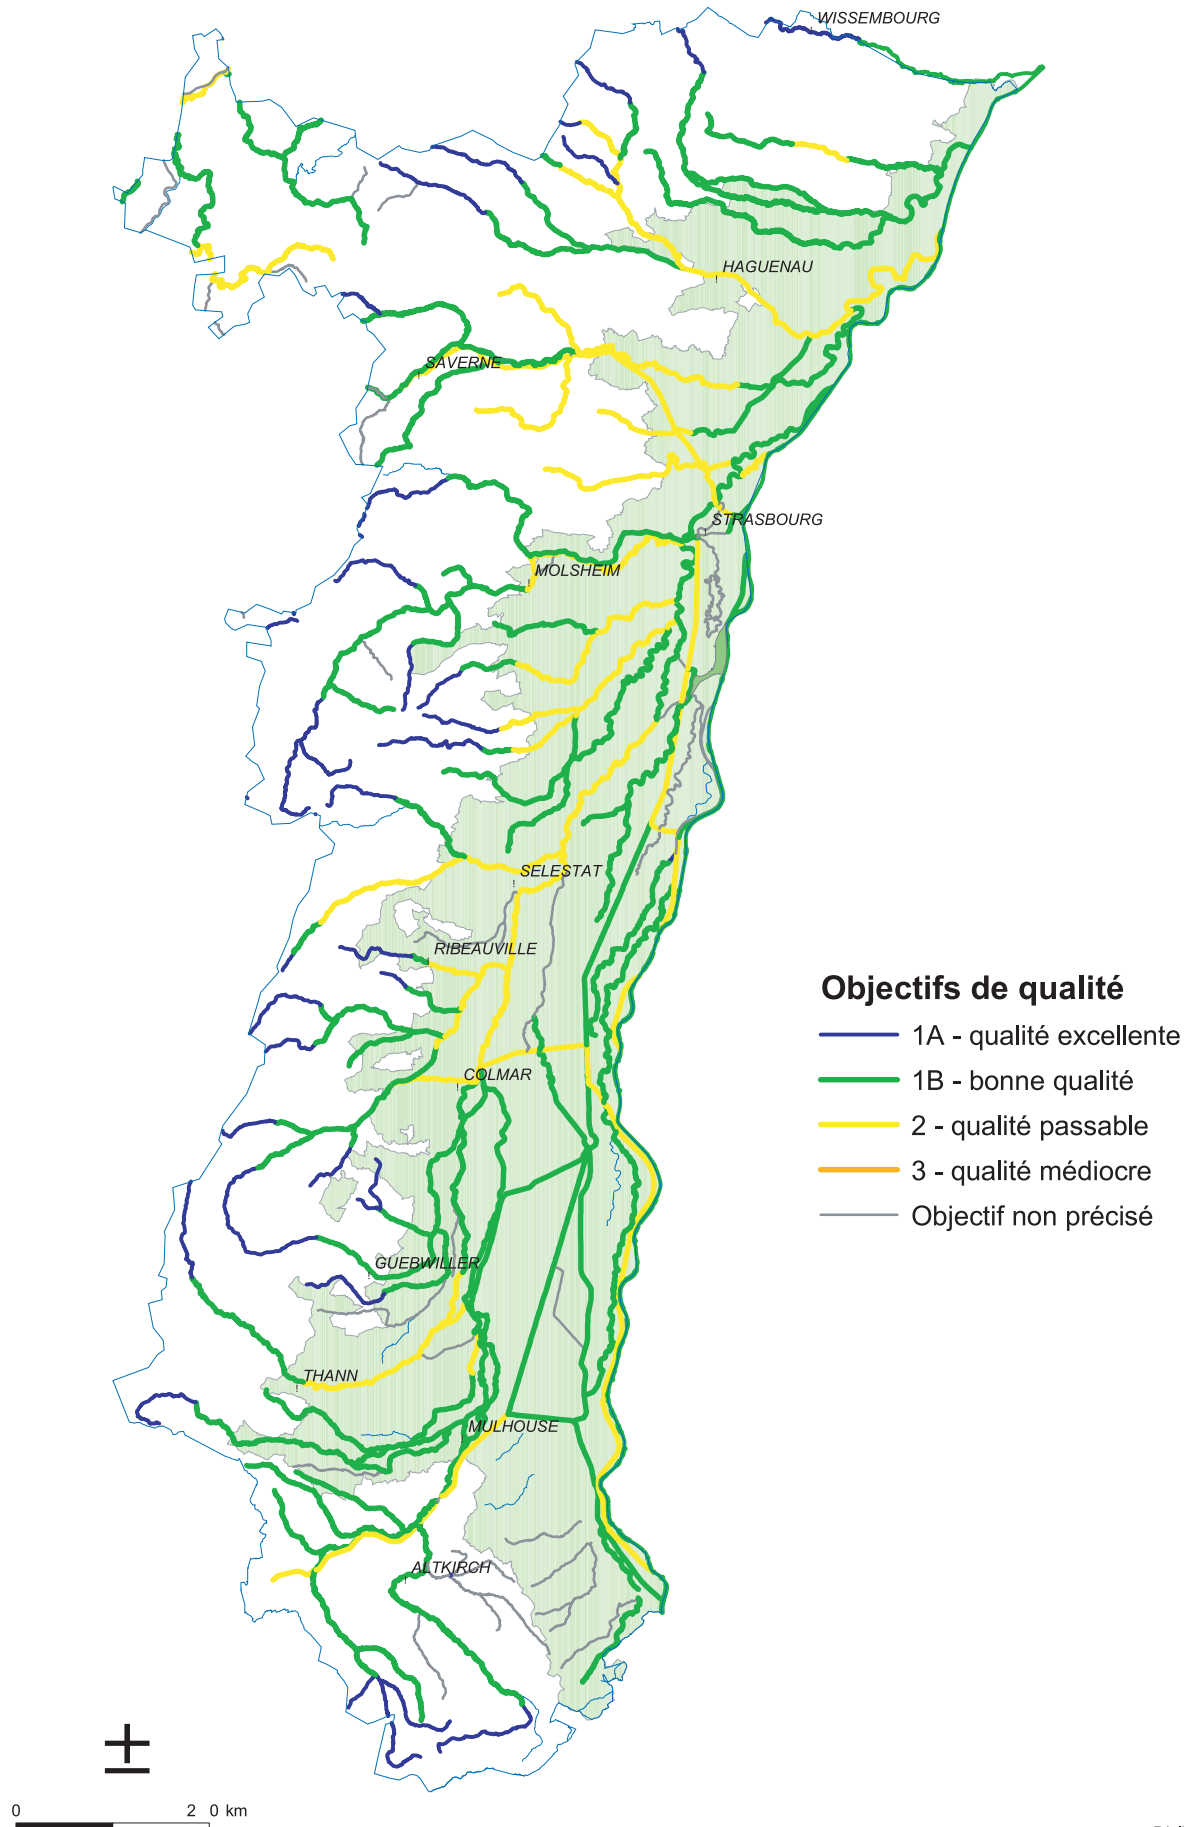 WISSEMBOURG
HAGUENAU
SAVERNE
STRASBOURG
MOLSHEIM
SELESTAT
RIBEAUVILLE
Objectifs de qualité
1A - qualité excellente
COLMAR
1B - bonne qualité
2 - qualité passable
3 - qualité médiocre
Objectif non précisé
GUEBWILLER
THANN
MULHOUSE
ALTKIRCH
0 2 0 km